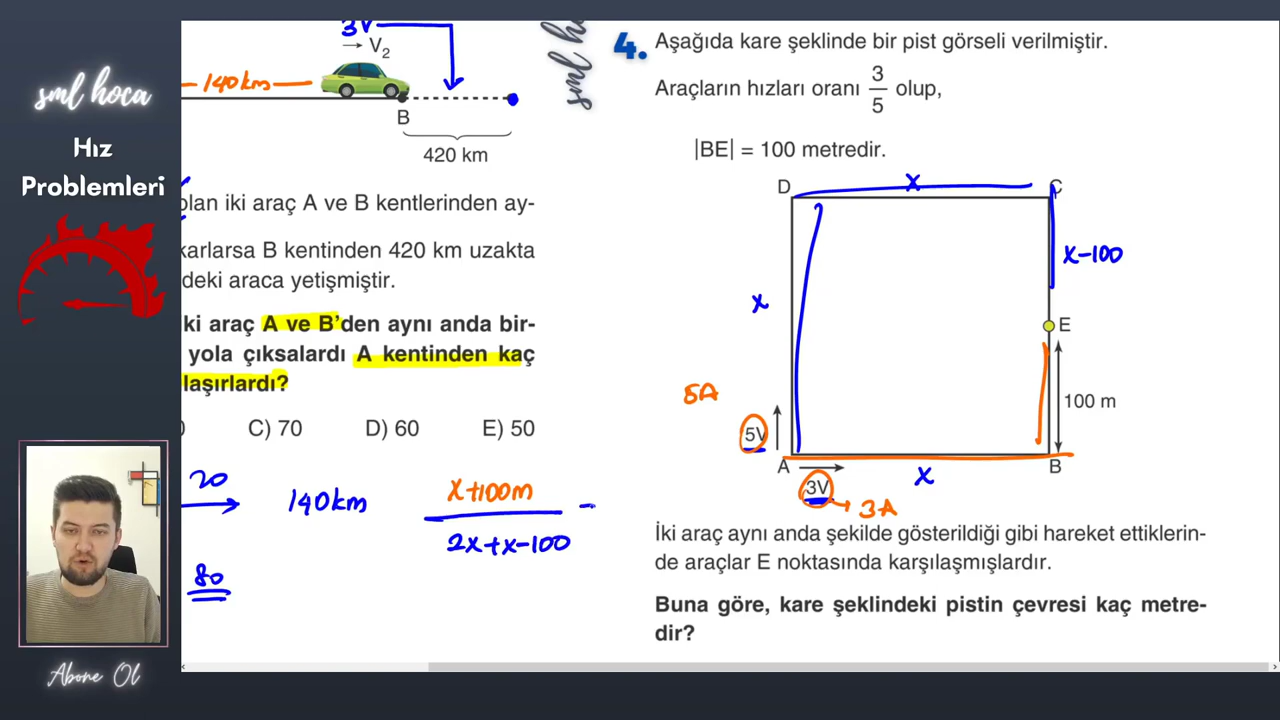 sml hoca
Hız
Problemleri
Abone Ol
3V
→ V₂
140km
B
420 km
olan iki araç A ve B kentlerinden ay-
karlarsa B kentinden 420 km uzakta
deki araca yetişmiştir.
ki araç A ve B'den aynı anda bir-
yola çıksalardı A kentinden kaç
laşırlardı?
C) 70 D) 60 E) 50
20
140km
80
x+100m
2x+x-100
sml ho
4. Aşağıda kare şeklinde bir pist görseli verilmiştir.
Araçların hızları oranı 3/5 olup,
|BE| = 100 metredir.
D x C
x-100
x
E
5A
100 m
5V
A x B
3V → 3A
İki araç aynı anda şekilde gösterildiği gibi hareket ettiklerin-
de araçlar E noktasında karşılaşmışlardır.
Buna göre, kare şeklindeki pistin çevresi kaç metre-
dir?